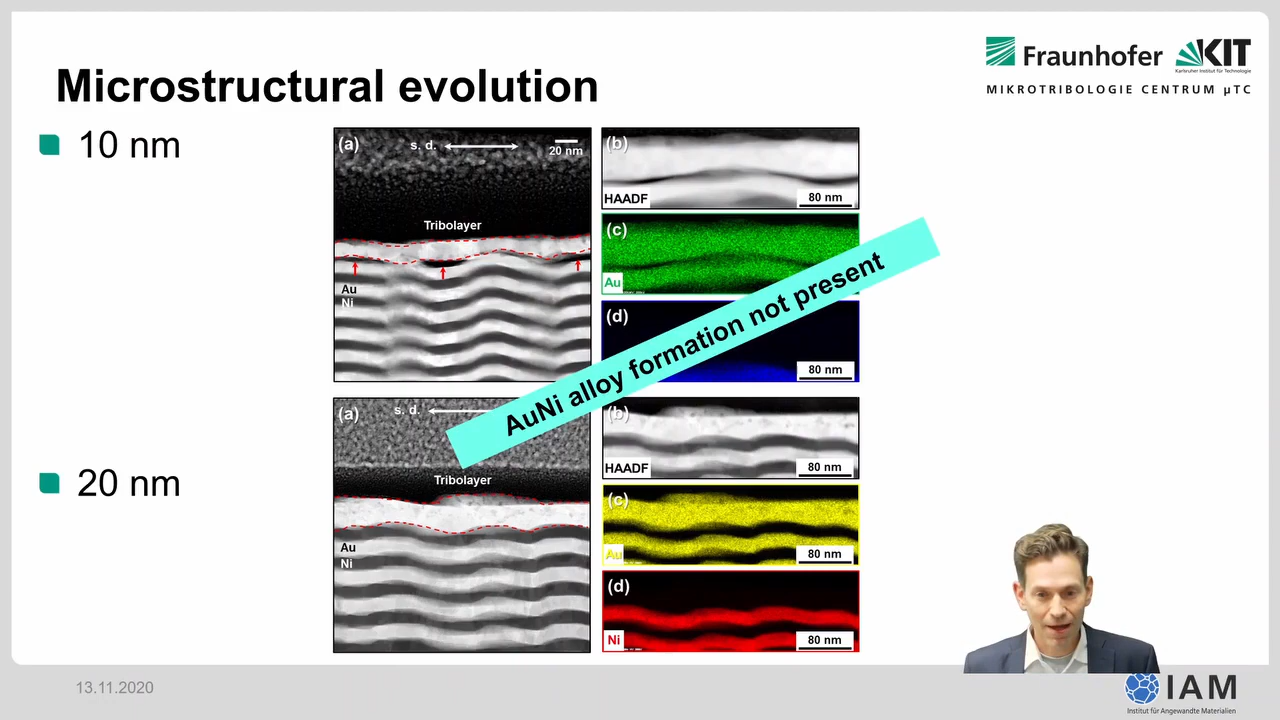 Microstructural evolution
Fraunhofer
KIT
Karlsruher Institut für Technologie
MIKROTRIBOLOGIE CENTRUM µTC
10 nm
(a)
s. d.
20 nm
Tribolayer
Au
Ni
(b)
HAADF
80 nm
(c)
Au
(d)
80 nm
AuNi alloy formation not present
20 nm
(a)
s. d.
Tribolayer
Au
Ni
(b)
HAADF
80 nm
(c)
Au
80 nm
(d)
Ni
80 nm
13.11.2020
IAM
Institut für Angewandte Materialien